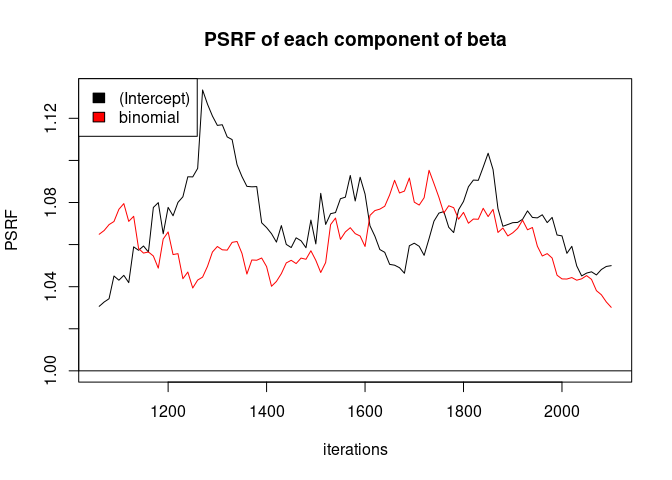 PSRF of each component of beta
(Intercept)
binomial
PSRF
1.12
1.08
1.04
1.00
1200 1400 1600 1800 2000
iterations